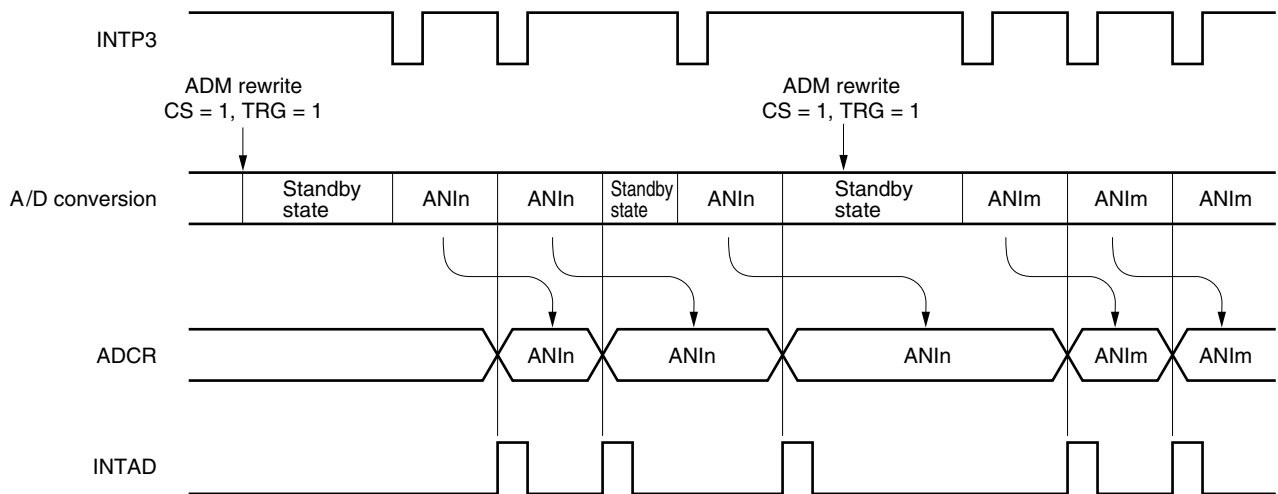 INTP3
ADM rewrite
CS = 1, TRG = 1
ADM rewrite
CS = 1, TRG = 1
A/D conversion
Standby
state
ANIn
ANIn
Standby
state
ANIn
Standby
state
ANIm
ANIm
ANIm
ADCR
ANIn
ANIn
ANIn
ANIm
ANIm
INTAD